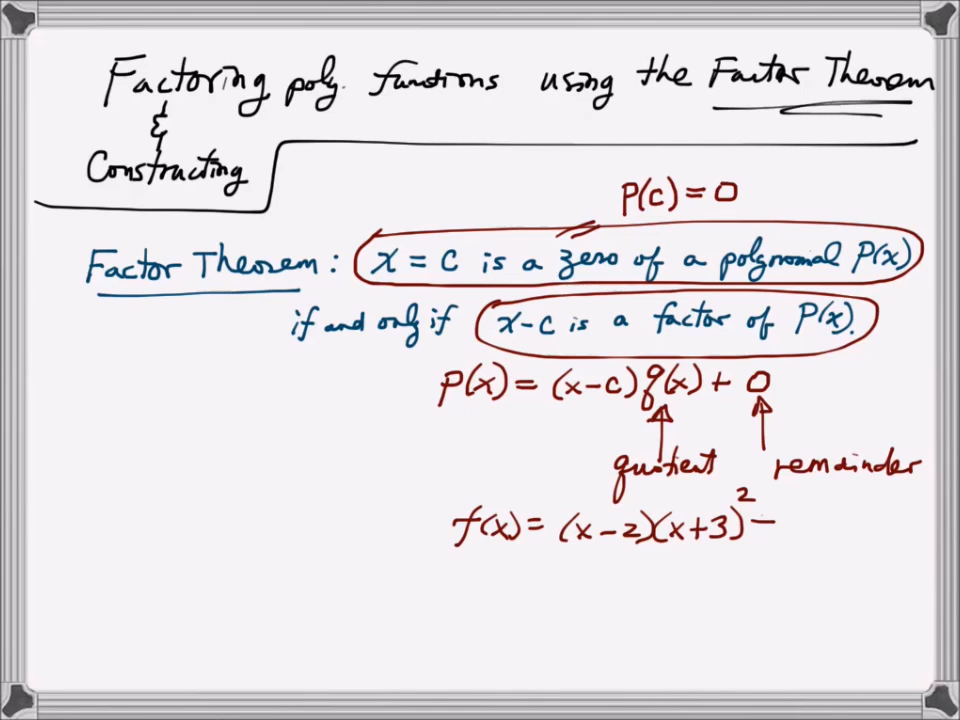 Factoring poly. functions using the Factor Theorem
&
Constructing
P(c) = 0
Factor Theorem: x = c is a zero of a polynomial P(x)
if and only if x-c is a factor of P(x).
P(x) = (x-c)q(x) + 0
quotient remainder
f(x) = (x-2)(x+3)² -